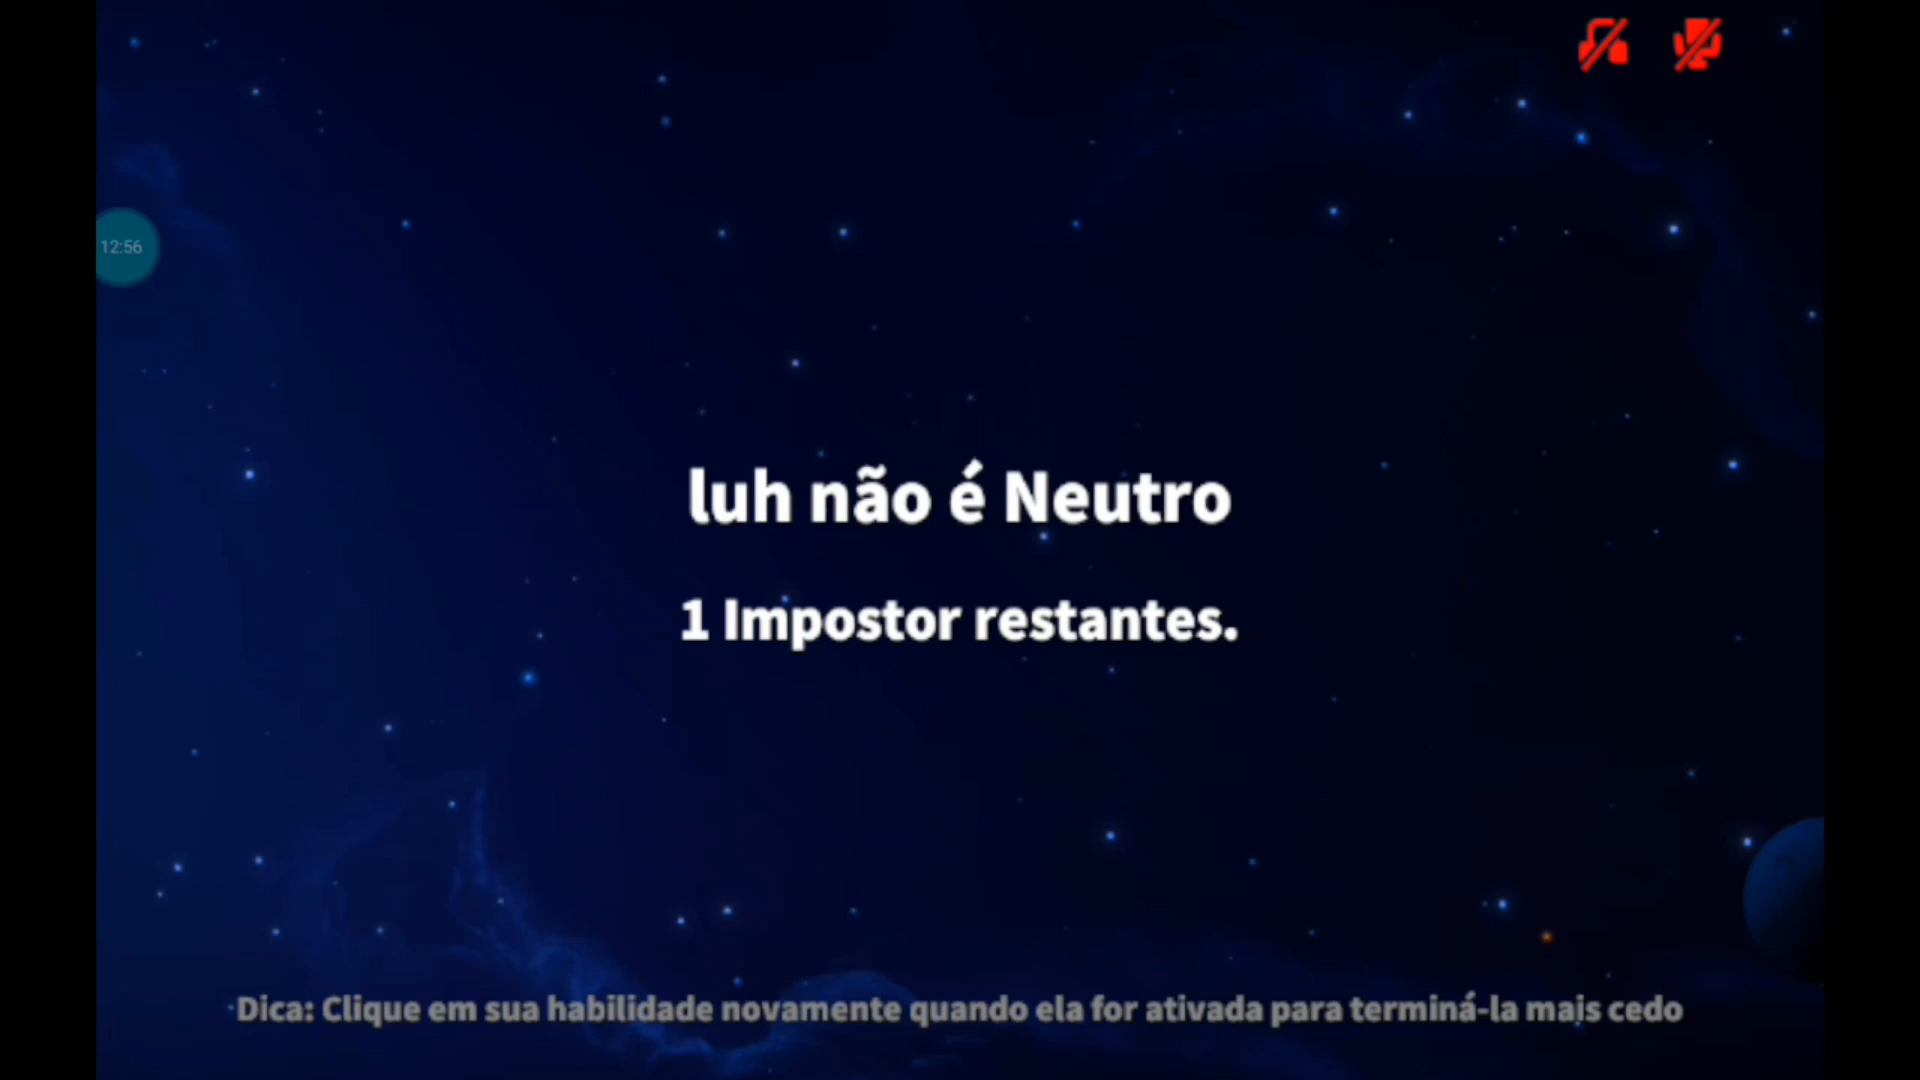 12:56
luh não é Neutro
1 Impostor restantes.
Dica: Clique em sua habilidade novamente quando ela for ativada para terminá-la mais cedo